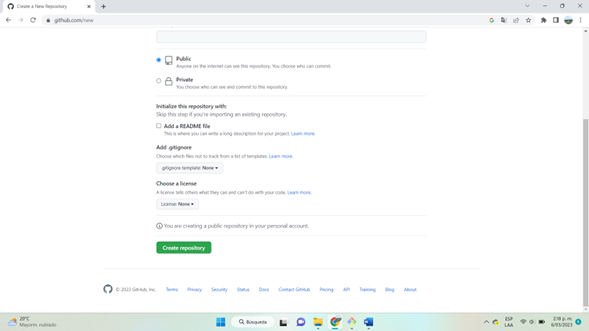 Create a New Repository
github.com/new
Public
Anyone on the internet can see this repository. You choose who can commit.
Private
You choose who can see and commit to this repository.
Initialize this repository with:
Skip this step if you're importing an existing repository.
Add a README file
This is where you can write a long description for your project. Learn more.
Add .gitignore
Choose which files not to track from a list of templates. Learn more.
.gitignore template: None
Choose a license
A license tells others what they can and can't do with your code. Learn more.
License: None
You are creating a public repository in your personal account.
Create repository
© 2023 GitHub, Inc. Terms Privacy Security Status Docs Contact GitHub Pricing API Training Blog About
20°C
Mayorm. nublado
Búsqueda
ESP
LAA
2:18 p. m.
6/03/2023